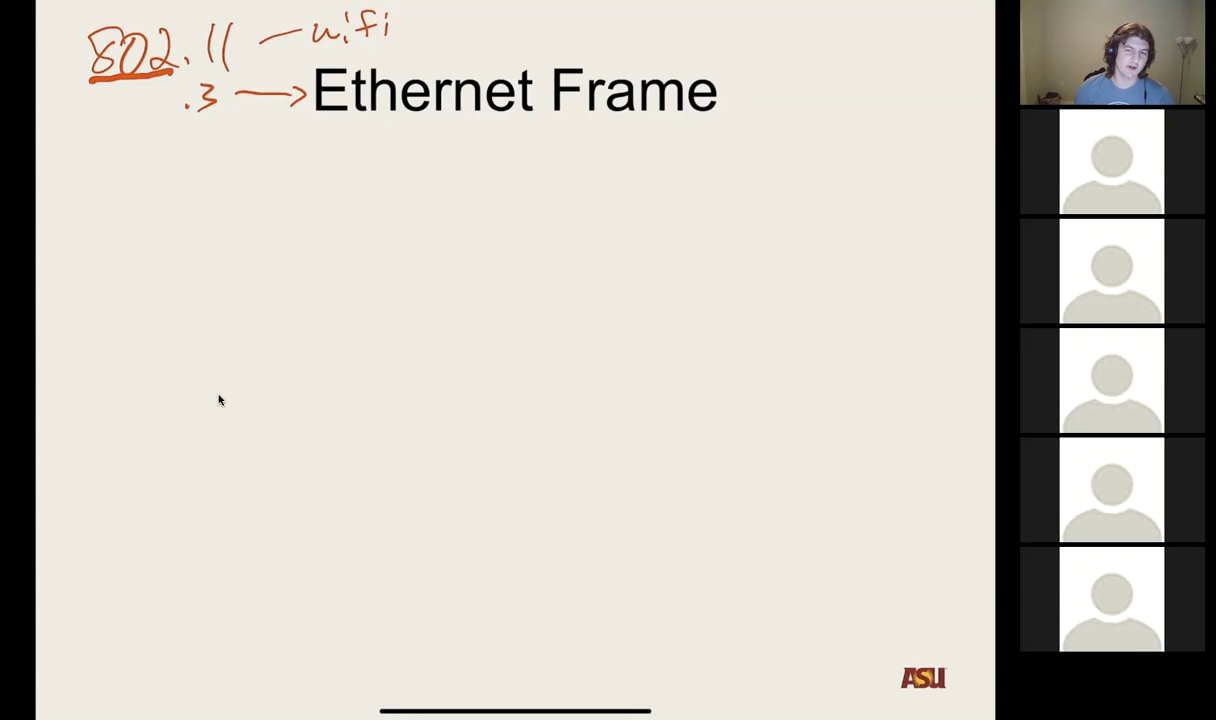 802.11 — wifi
.3 → Ethernet Frame
ASU